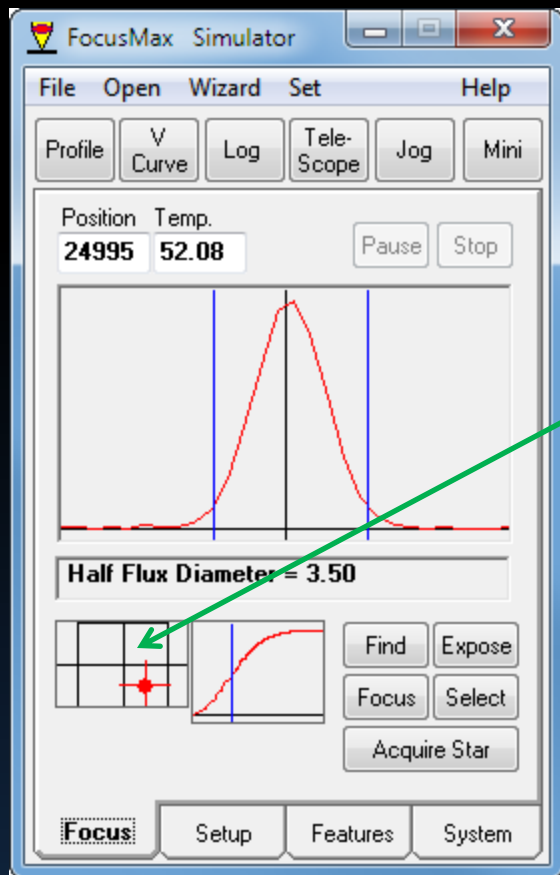 FocusMax Simulator
File Open Wizard Set Help
Profile V Curve Log Tele-Scope Jog Mini
Position Temp.
24995 52.08 Pause Stop
Half Flux Diameter = 3.50
Find Expose
Focus Select
Acquire Star
Focus Setup Features System